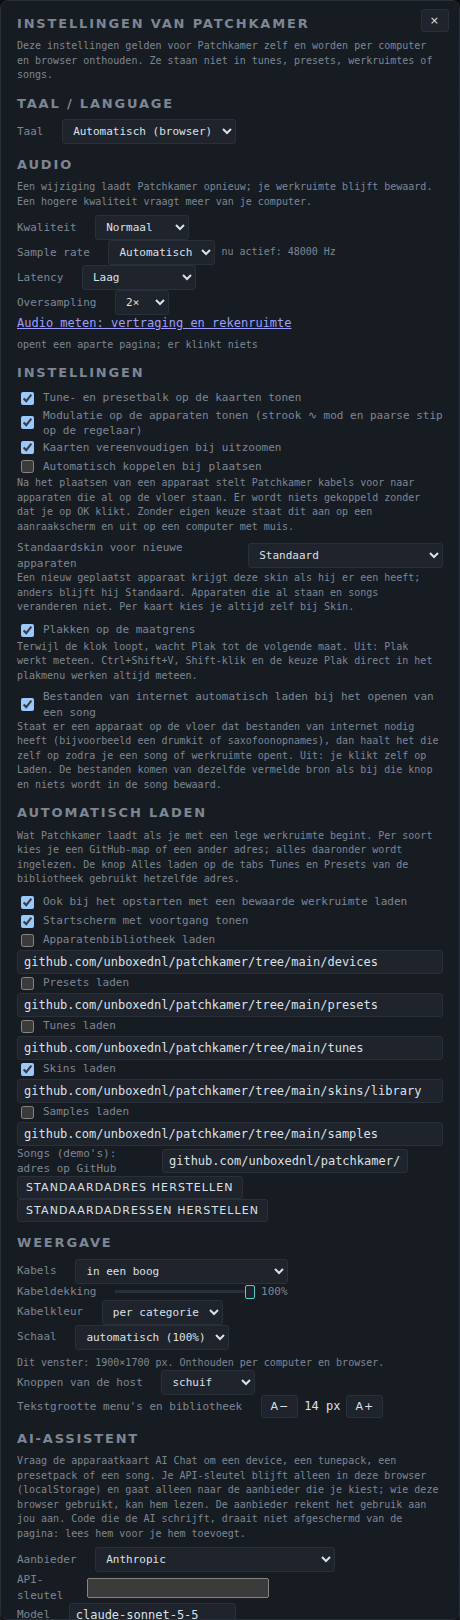 INSTELLINGEN VAN PATCHKAMER
×
Deze instellingen gelden voor Patchkamer zelf en worden per computer
en browser onthouden. Ze staan niet in tunes, presets, werkruimtes of
songs.
TAAL / LANGUAGE
Taal Automatisch (browser)
AUDIO
Een wijziging laadt Patchkamer opnieuw; je werkruimte blijft bewaard.
Een hogere kwaliteit vraagt meer van je computer.
Kwaliteit Normaal
Sample rate Automatisch nu actief: 48000 Hz
Latency Laag
Oversampling 2×
Audio meten: vertraging en rekenruimte
opent een aparte pagina; er klinkt niets
INSTELLINGEN
Tune- en presetbalk op de kaarten tonen
Modulatie op de apparaten tonen (strook ∿ mod en paarse stip
op de regelaar)
Kaarten vereenvoudigen bij uitzoomen
Automatisch koppelen bij plaatsen
Na het plaatsen van een apparaat stelt Patchkamer kabels voor naar
apparaten die al op de vloer staan. Er wordt niets gekoppeld zonder
dat je op OK klikt. Zonder eigen keuze staat dit aan op een
aanraakscherm en uit op een computer met muis.
Standaardskin voor nieuwe
apparaten
Standaard
Een nieuw geplaatst apparaat krijgt deze skin als hij er een heeft;
anders blijft hij Standaard. Apparaten die al staan en songs
veranderen niet. Per kaart kies je altijd zelf bij Skin.
Plakken op de maatgrens
Terwijl de klok loopt, wacht Plak tot de volgende maat. Uit: Plak
werkt meteen. Ctrl+Shift+V, Shift-klik en de keuze Plak direct in het
plakmenu werken altijd meteen.
Bestanden van internet automatisch laden bij het openen van
een song
Staat er een apparaat op de vloer dat bestanden van internet nodig
heeft (bijvoorbeeld een drumkit of saxofoonopnames), dan haalt het die
zelf op zodra je een song of werkruimte opent. Uit: je klikt zelf op
Laden. De bestanden komen van dezelfde vermelde bron als bij die knop
en niets wordt in de song bewaard.
AUTOMATISCH LADEN
Wat Patchkamer laadt als je met een lege werkruimte begint. Per soort
kies je een GitHub-map of een ander adres; alles daaronder wordt
ingelezen. De knop Alles laden op de tabs Tunes en Presets van de
bibliotheek gebruikt hetzelfde adres.
Ook bij het opstarten met een bewaarde werkruimte laden
Startscherm met voortgang tonen
Apparatenbibliotheek laden
github.com/unboxednl/patchkamer/tree/main/devices
Presets laden
github.com/unboxednl/patchkamer/tree/main/presets
Tunes laden
github.com/unboxednl/patchkamer/tree/main/tunes
Skins laden
github.com/unboxednl/patchkamer/tree/main/skins/library
Samples laden
github.com/unboxednl/patchkamer/tree/main/samples
Songs (demo's):
adres op GitHub
github.com/unboxednl/patchkamer/
STANDAARDADRES HERSTELLEN
STANDAARDADRESSEN HERSTELLEN
WEERGAVE
Kabels in een boog
Kabeldekking 100%
Kabelkleur per categorie
Schaal automatisch (100%)
Dit venster: 1900×1700 px. Onthouden per computer en browser.
Knoppen van de host schuif
Tekstgrootte menu's en bibliotheek A− 14 px A+
AI-ASSISTENT
Vraag de apparaatkaart AI Chat om een device, een tunepack, een
presetpack of een song. Je API-sleutel blijft alleen in deze browser
(localStorage) en gaat alleen naar de aanbieder die je kiest; wie deze
browser gebruikt, kan hem lezen. De aanbieder rekent het gebruik aan
jou aan. Code die de AI schrijft, draait niet afgeschermd van de
pagina: lees hem voor je hem toevoegt.
Aanbieder Anthropic
API-
sleutel
Model claude-sonnet-5-5